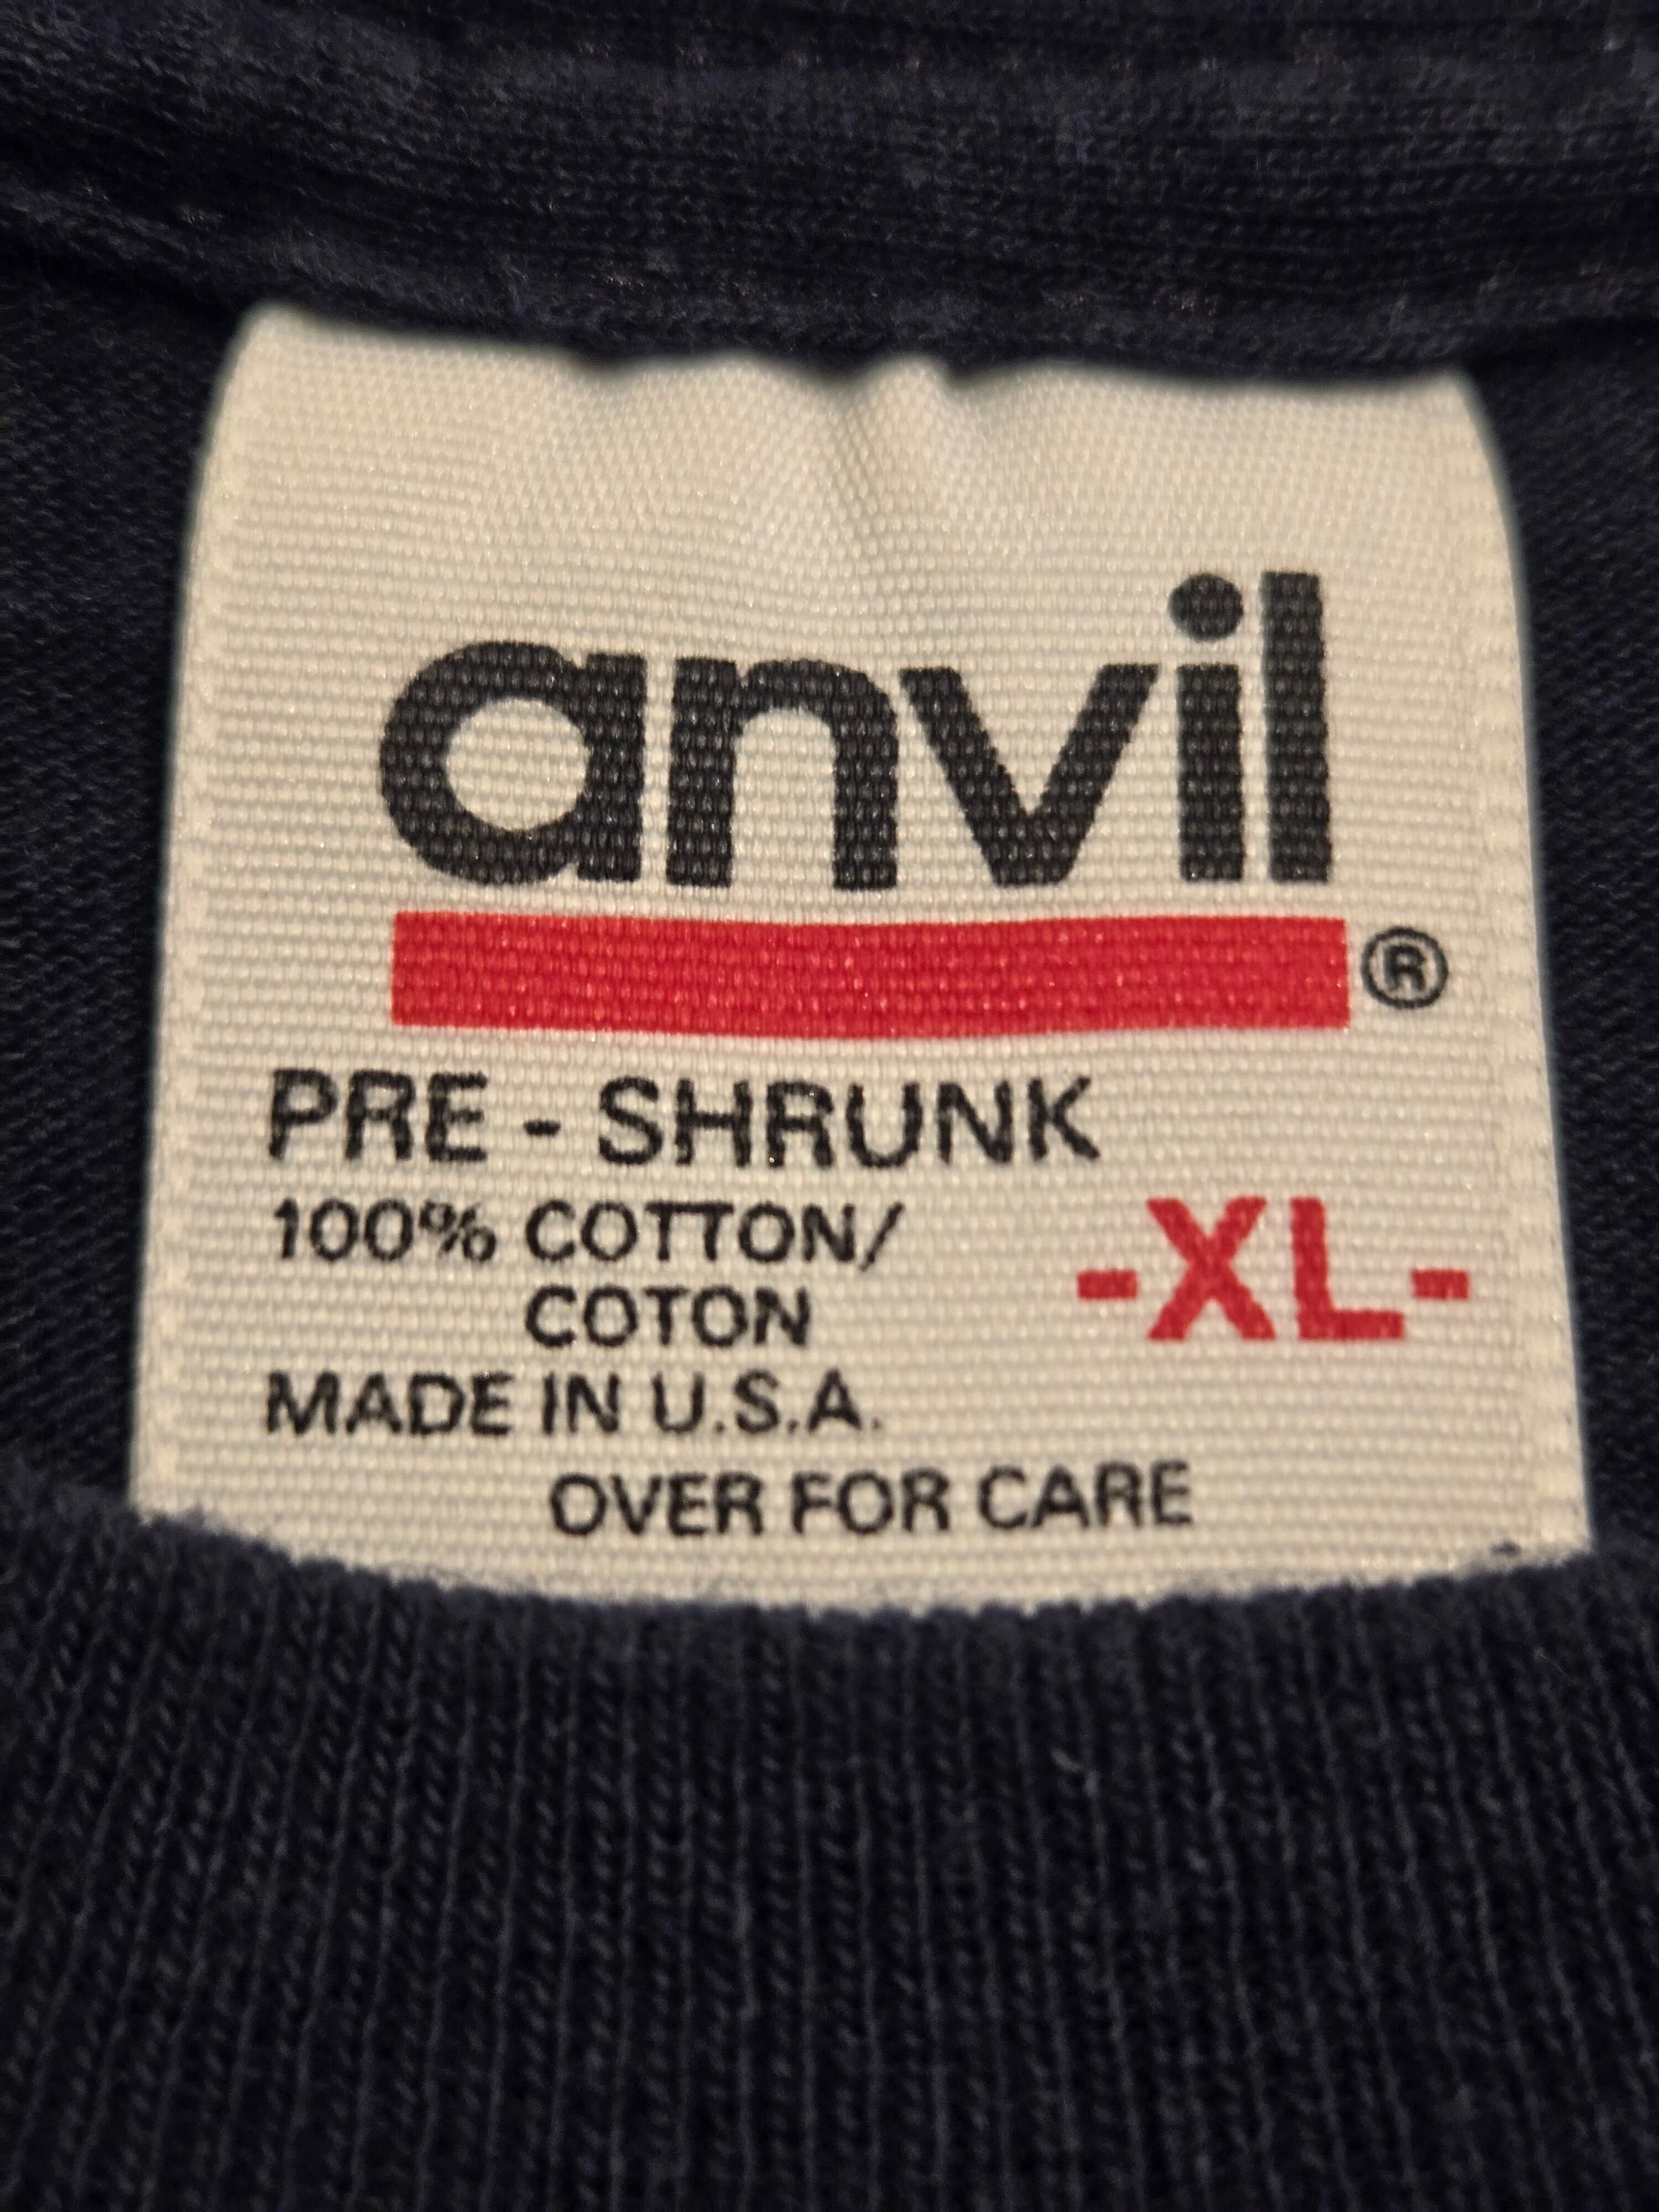 anvil
®
PRE - SHRUNK
100% COTTON/
COTON
-XL-
MADE IN U.S.A.
OVER FOR CARE